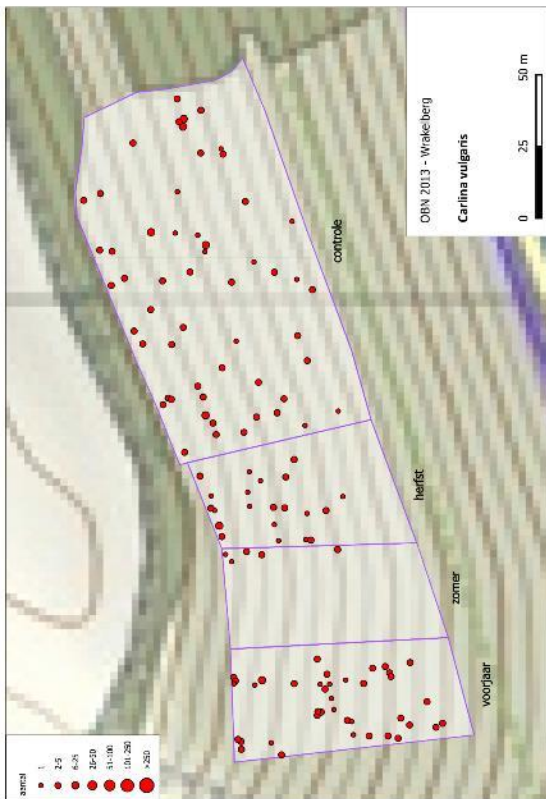 aantal
1
2-5
6-25
26-50
51-100
101-250
>250
voorjaar
zomer
herfst
controle
OBN 2013 - Wrakelberg
Carlina vulgaris
0 25 50 m